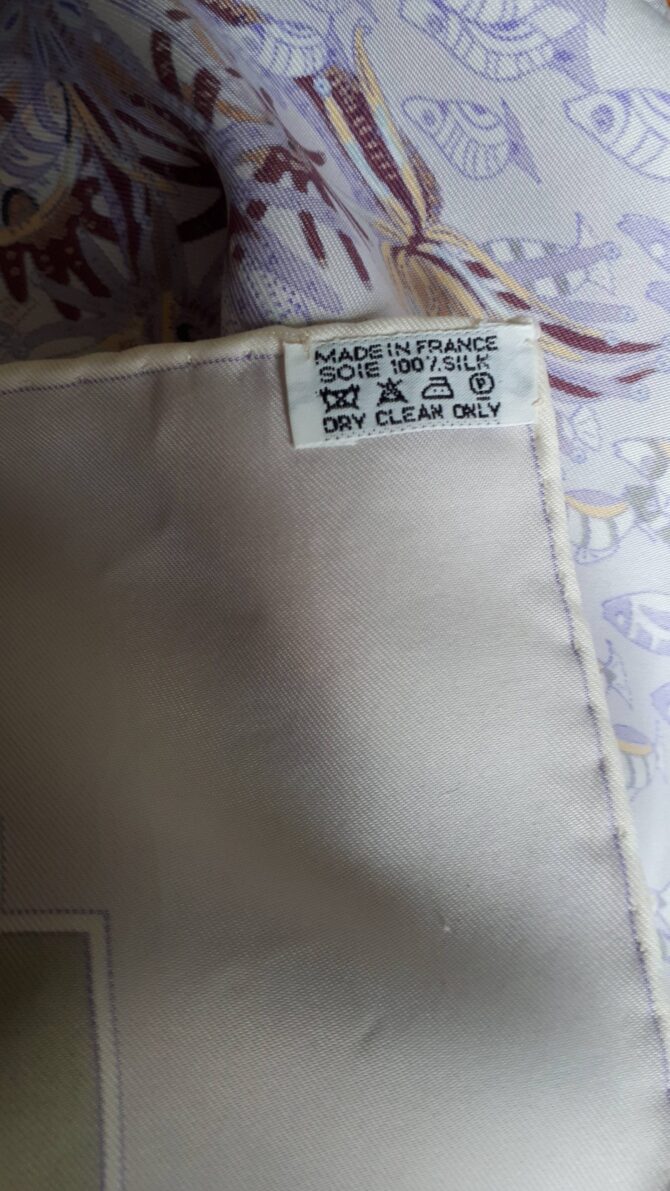 MADE IN FRANCE
SOIE 100% SILK
P
DRY CLEAN ONLY